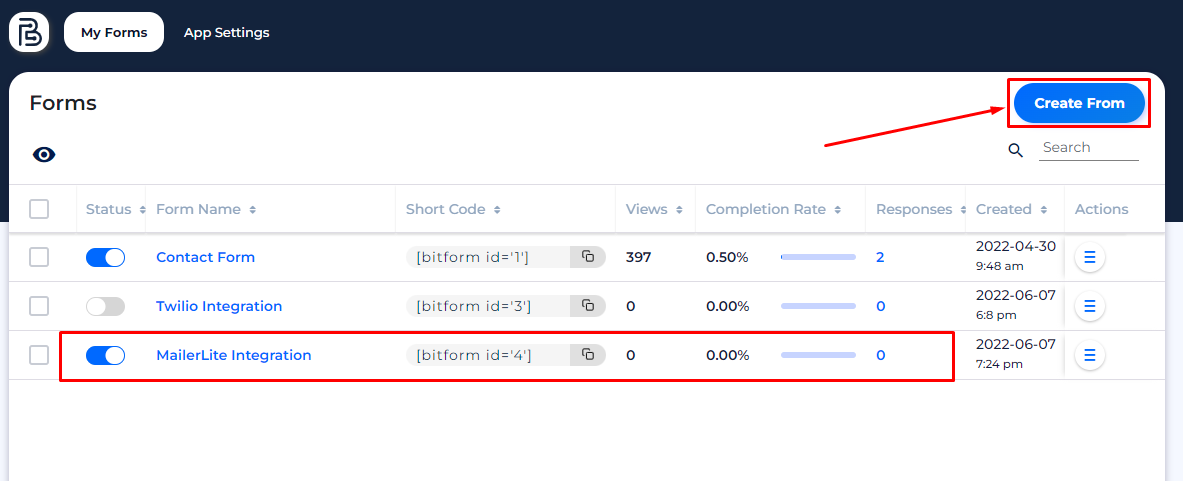 My Forms App Settings
Forms
Create From
Search
Status Form Name Short Code Views Completion Rate Responses Created Actions
Contact Form [bitform id='1'] 397 0.50% 2 2022-04-30
9:48 am
Twilio Integration [bitform id='3'] 0 0.00% 0 2022-06-07
6:8 pm
MailerLite Integration [bitform id='4'] 0 0.00% 0 2022-06-07
7:24 pm